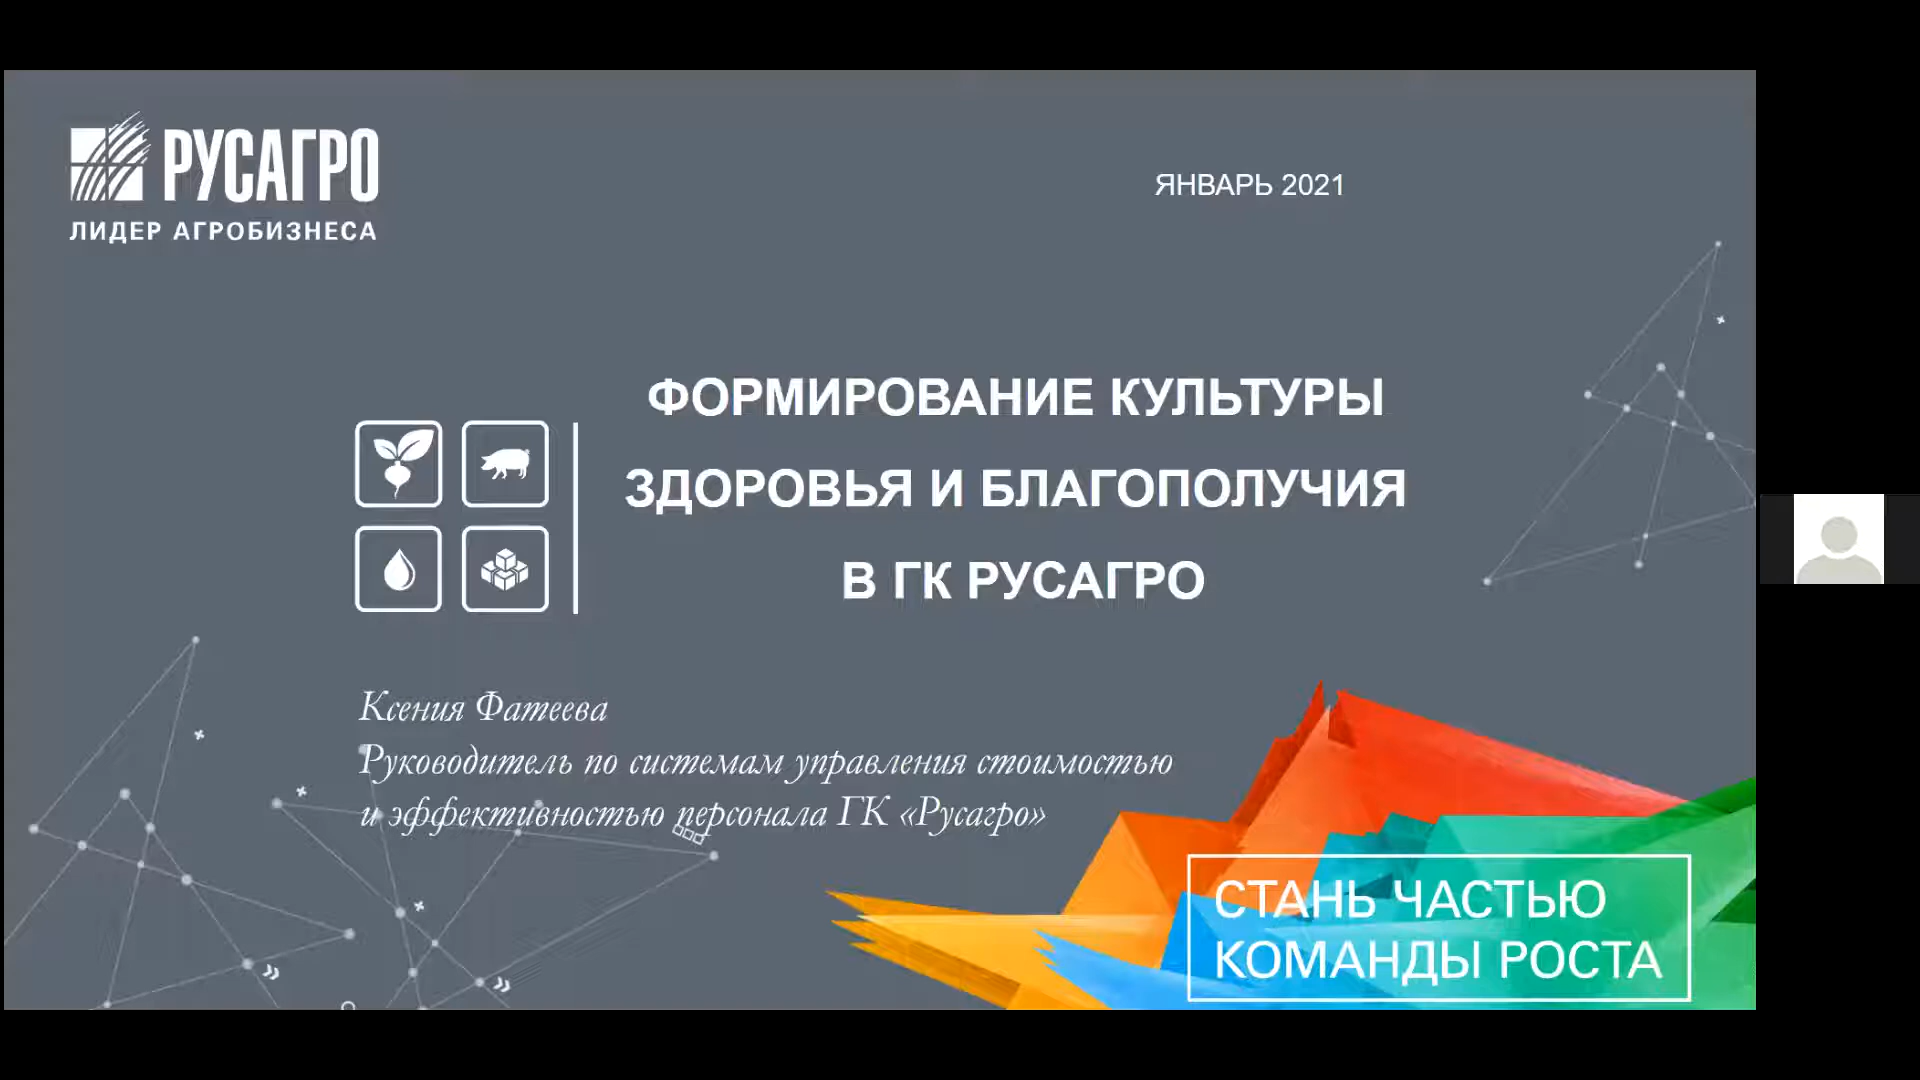 РУСАГРО
ЛИДЕР АГРОБИЗНЕСА
ЯНВАРЬ 2021
ФОРМИРОВАНИЕ КУЛЬТУРЫ
ЗДОРОВЬЯ И БЛАГОПОЛУЧИЯ
В ГК РУСАГРО
Ксения Фатеева
Руководитель по системам управления стоимостью
и эффективностью персонала ГК «Русагро»
СТАНЬ ЧАСТЬЮ
КОМАНДЫ РОСТА